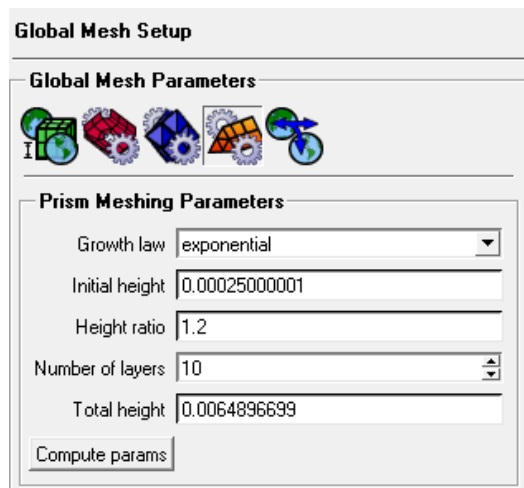 Global Mesh Setup
Global Mesh Parameters
Prism Meshing Parameters
Growth law exponential
Initial height 0.00025000001
Height ratio 1.2
Number of layers 10
Total height 0.0064896699
Compute params